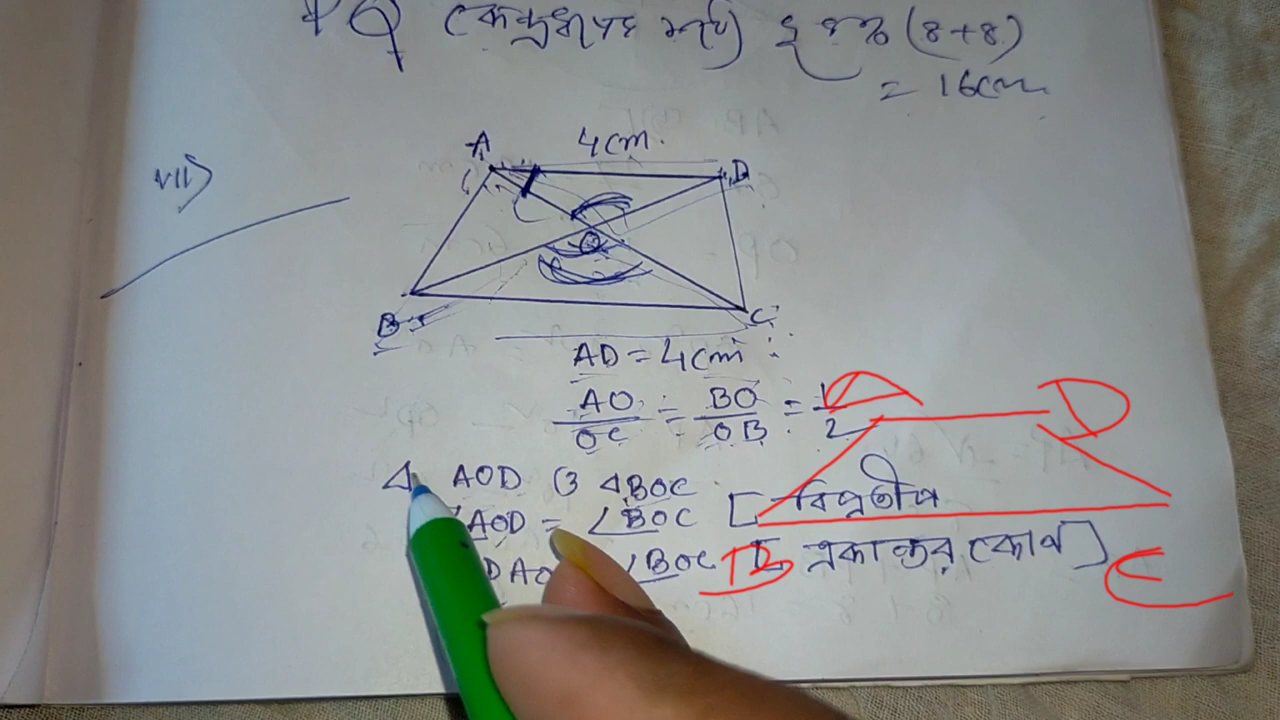 PQ কেন্দ্রদ্বয়ের মধ্যে দূরত্ব (8+8)
= 16cm
VII)
A 4cm. D
O
B C
AD = 4cm
AO/OC = BO/OB = 1/2
△ AOD ও △BOC
∠AOD = ∠BOC [বিপ্রতীপ
DAO ∠BOC [একান্তর কোণ]
D
B C